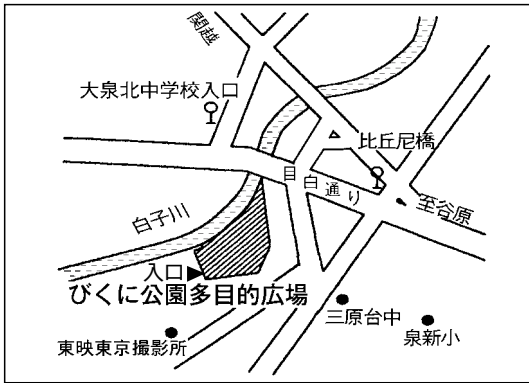 関越
大泉北中学校入口
比丘尼橋
目白通り
至谷原
白子川
入口
びくに公園多目的広場
三原台中
泉新小
東映東京撮影所